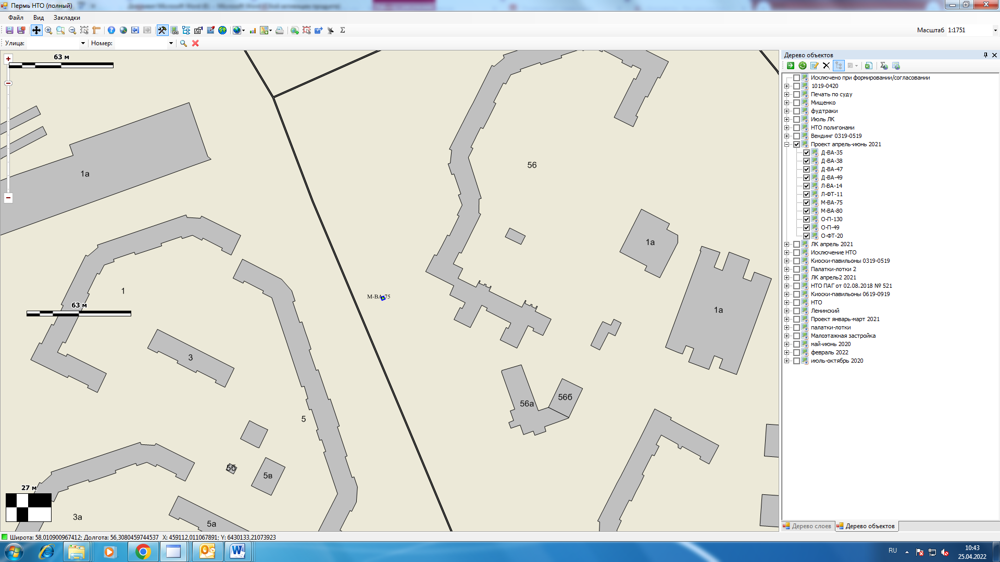 Пермь НТО (полный)
Файл Вид Закладки
Масштаб 1:1751
Улица: Номер:
63 м
1а
56
1а
1а
М-ВА-75
1
63 м
3
5
56а
56б
5б
5в
27 м
3а
5а
Дерево объектов
Исключено при формировании/согласовании
1019-0420
Печать по суду
Мищенко
фудтраки
Июль ЛК
НТО полигонами
Вендинг 0319-0519
Проект апрель-июнь 2021
Д-ВА-35
Д-ВА-38
Д-ВА-47
Д-ВА-49
Л-ВА-14
Л-ФТ-11
М-ВА-75
М-ВА-80
О-П-130
О-П-49
О-ФТ-20
ЛК апрель 2021
Исключение НТО
Киоски-павильоны 0319-0519
Палатки-лотки 2
ЛК апрель2 2021
НТО ПАГ от 02.08.2018 № 521
Киоски-павильоны 0619-0919
НТО
Ленинский
Проект январь-март 2021
палатки-лотки
Малоэтажная застройка
май-июнь 2020
февраль 2022
июль-октябрь 2020
Дерево слоев Дерево объектов
Широта: 58,010900967412; Долгота: 56,3080459744537 X: 459112,011067891; Y: 6430133,21073923
RU
10:43
25.04.2022